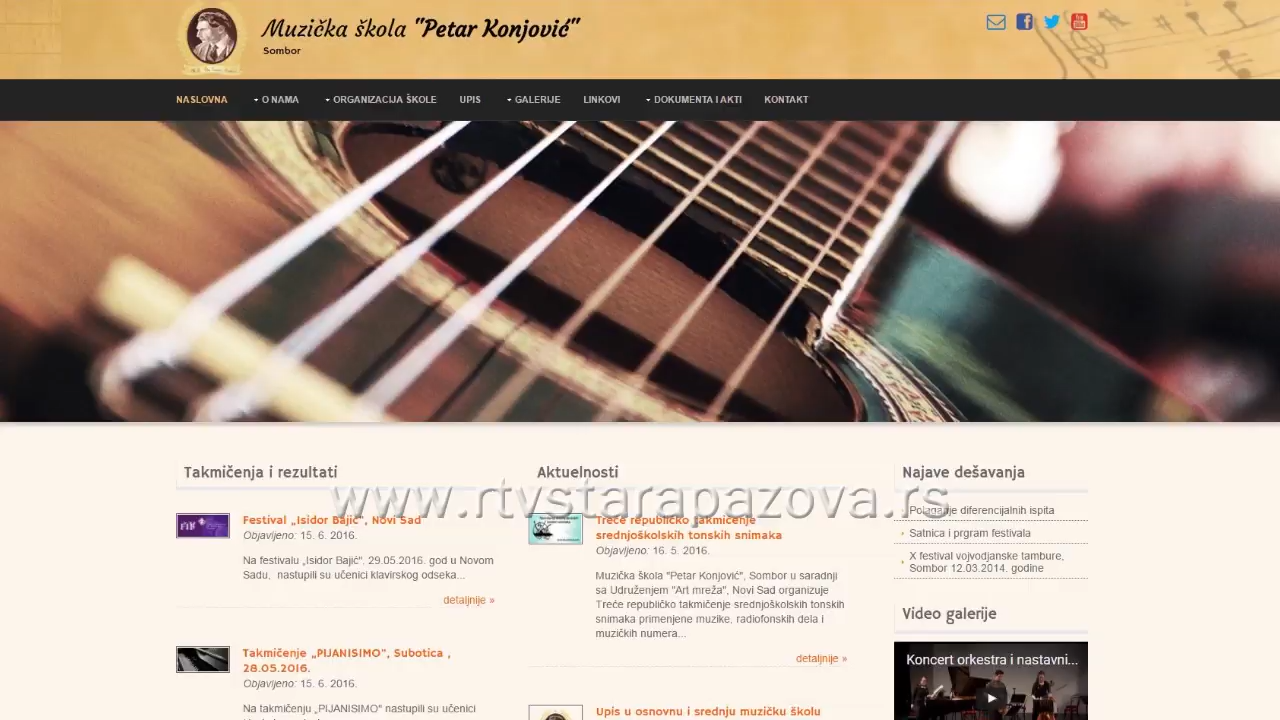 Muzička škola "Petar Konjović"
Sombor
NASLOVNA
O NAMA
ORGANIZACIJA ŠKOLE
UPIS
GALERIJE
LINKOVI
DOKUMENTA I AKTI
KONTAKT
Takmičenja i rezultati
Festival „Isidor Bajić", Novi Sad
Objavljeno: 15. 6. 2016.
Na festivalu „Isidor Bajić", 29.05.2016. god u Novom
Sadu, nastupili su učenici klavirskog odseka...
detaljnije »
Takmičenje „PIJANISIMO", Subotica ,
28.05.2016.
Objavljeno: 15. 6. 2016.
Na takmičenju „PIJANISIMO" nastupili su učenici
Aktuelnosti
www.rtvstarapazova.rs
Treće republičko takmičenje
srednjoškolskih tonskih snimaka
Objavljeno: 16. 5. 2016.
Muzička škola "Petar Konjović", Sombor u saradnji
sa Udruženjem "Art mreža", Novi Sad organizuje
Treće republičko takmičenje srednjoškolskih tonskih
snimaka primenjene muzike, radiofonskih dela i
muzičkih numera...
detaljnije »
Upis u osnovnu i srednju muzičku školu
Najave dešavanja
Polaganje diferencijalnih ispita
Satnica i prgram festivala
X festival vojvodjanske tambure,
Sombor 12.03.2014. godine
Video galerije
Koncert orkestra i nastavni...